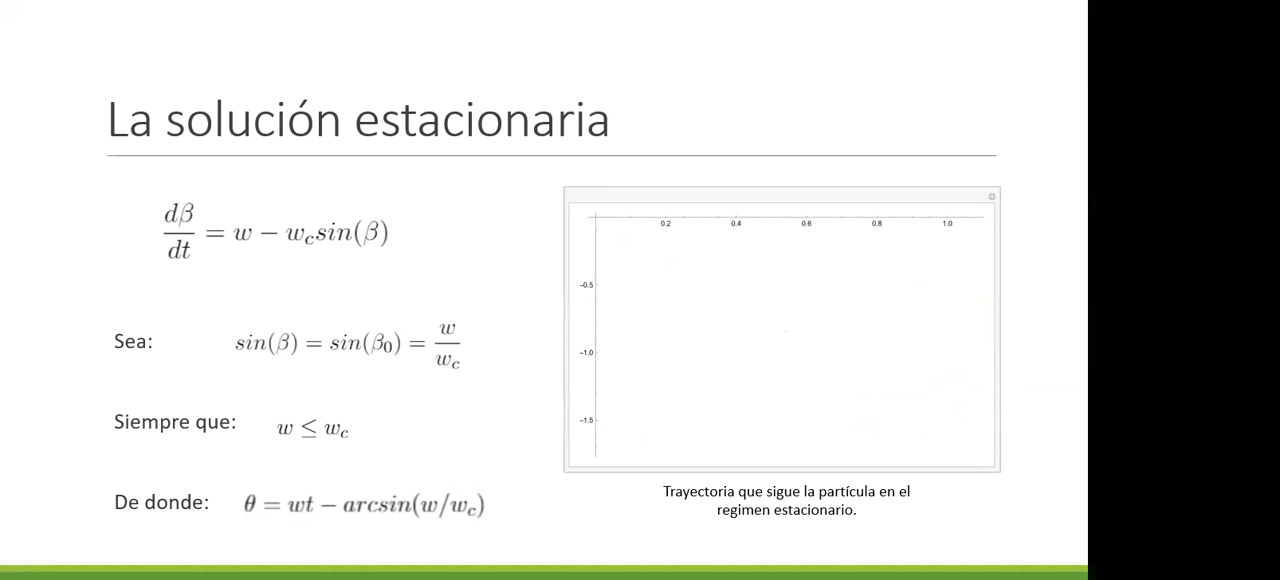 La solución estacionaria
dβ/dt = w − w_c sin(β)
Sea: sin(β) = sin(β₀) = w/w_c
Siempre que: w ≤ w_c
De donde: θ = wt − arcsin(w/w_c)
0.2 0.4 0.6 0.8 1.0
−0.5
−1.0
−1.5
Trayectoria que sigue la partícula en el
regimen estacionario.